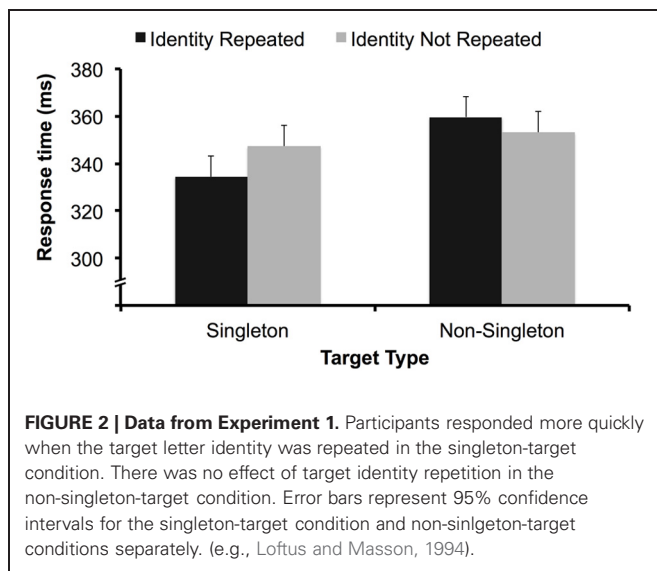 ■ Identity Repeated ■ Identity Not Repeated
Response time (ms)
380
360
340
320
300
Singleton Non-Singleton
Target Type
FIGURE 2 | Data from Experiment 1. Participants responded more quickly
when the target letter identity was repeated in the singleton-target
condition. There was no effect of target identity repetition in the
non-singleton-target condition. Error bars represent 95% confidence
intervals for the singleton-target condition and non-sinlgeton-target
conditions separately. (e.g., Loftus and Masson, 1994).